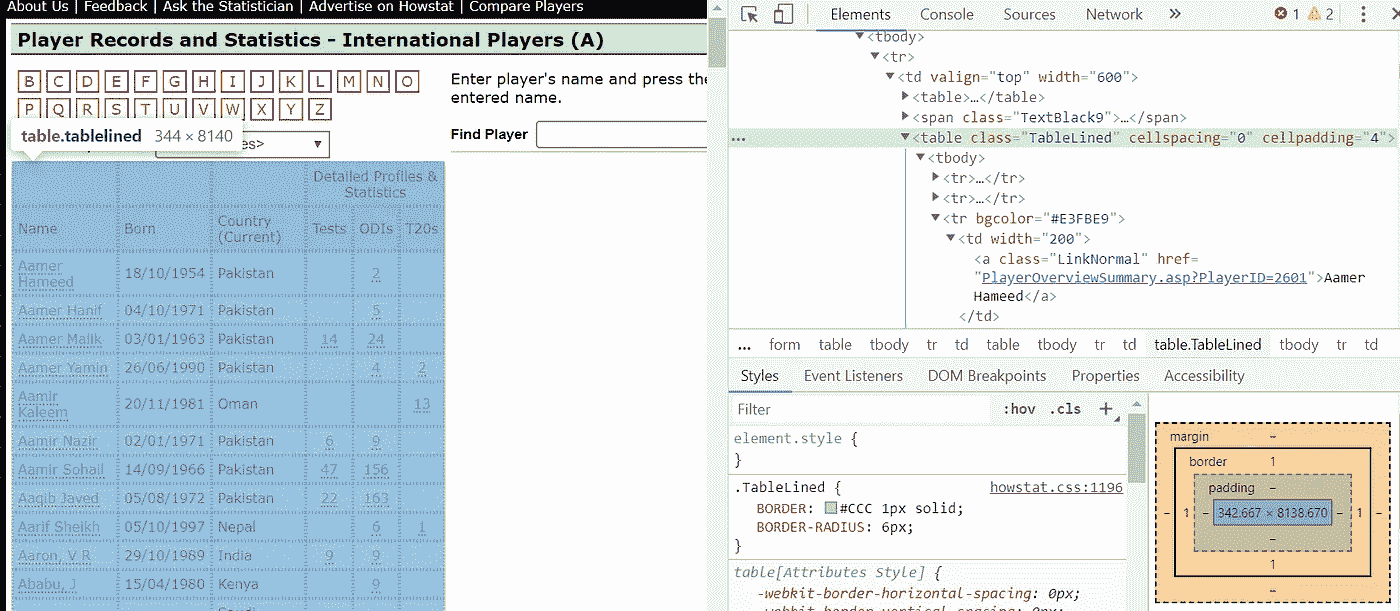 About Us | Feedback | Ask the Statistician | Advertise on Howstat | Compare Players
Player Records and Statistics - International Players (A)
B C D E F G H I J K L M N O
P Q R S T U V W X Y Z
Enter player's name and press the
entered name.
Find Player
table.tablelined 344 × 8140
es>
Detailed Profiles &
Statistics
Name Born Country
(Current) Tests ODIs T20s
Aamer
Hameed 18/10/1954 Pakistan 2
Aamer Hanif 04/10/1971 Pakistan 5
Aamer Malik 03/01/1963 Pakistan 14 24
Aamer Yamin 26/06/1990 Pakistan 4 2
Aamir
Kaleem 20/11/1981 Oman 13
Aamir Nazir 02/01/1971 Pakistan 6 9
Aamir Sohail 14/09/1966 Pakistan 47 156
Aaqib Javed 05/08/1972 Pakistan 22 163
Aarif Sheikh 05/10/1997 Nepal 6 1
Aaron, V R 29/10/1989 India 9 9
Ababu, J 15/04/1980 Kenya 9
Elements Console Sources Network » 1 2
<tbody>
<tr>
<td valign="top" width="600">
<table>…</table>
<span class="TextBlack9">…</span>
... <table class="TableLined" cellspacing="0" cellpadding="4">
<tbody>
<tr>…</tr>
<tr>…</tr>
<tr bgcolor="#E3FBE9">
<td width="200">
<a class="LinkNormal" href=
"PlayerOverviewSummary.asp?PlayerID=2601">Aamer
Hameed</a>
</td>
... form table tbody tr td table tbody tr td table.TableLined tbody tr td
Styles Event Listeners DOM Breakpoints Properties Accessibility
Filter :hov .cls +
element.style {
}
.TableLined { howstat.css:1196
BORDER: #CCC 1px solid;
BORDER-RADIUS: 6px;
}
table[Attributes Style] {
-webkit-border-horizontal-spacing: 0px;
-webkit-border-vertical-spacing: 0px;
margin –
border 1
padding –
– 1 – 342.667 × 8138.670 – 1 –
–
1
–